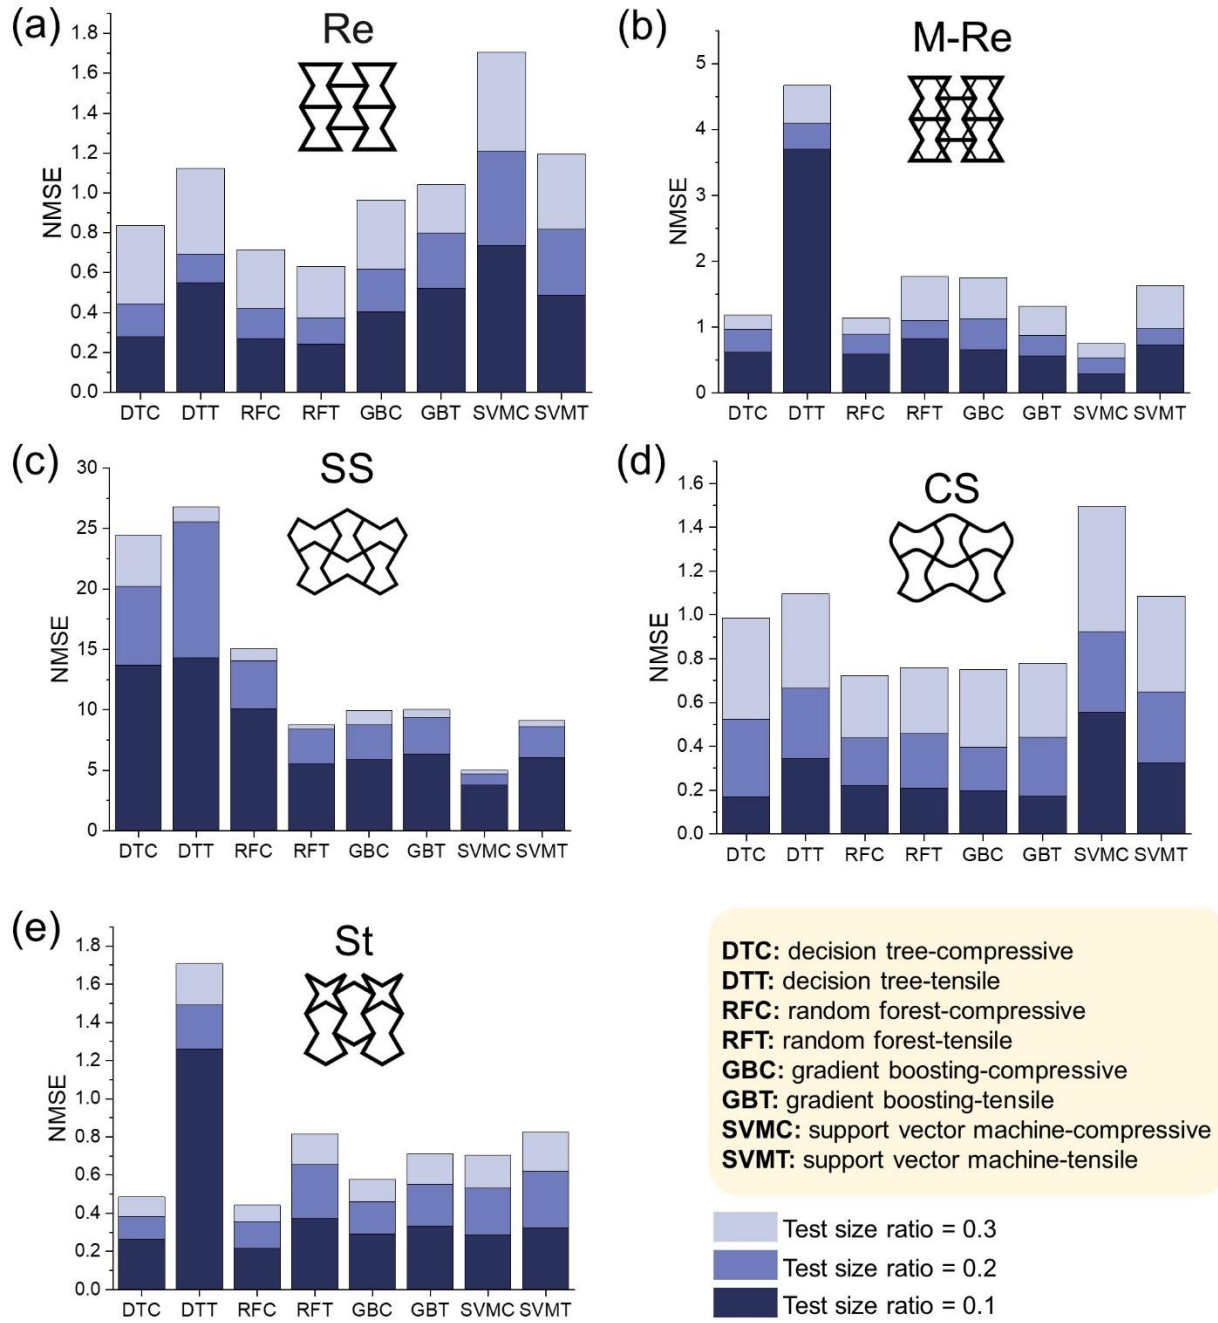 (a)
Re
NMSE
1.8
1.6
1.4
1.2
1.0
0.8
0.6
0.4
0.2
0.0
DTC DTT RFC RFT GBC GBT SVMC SVMT
(b)
M-Re
NMSE
5
4
3
2
1
0
DTC DTT RFC RFT GBC GBT SVMC SVMT
(c)
SS
NMSE
30
25
20
15
10
5
0
DTC DTT RFC RFT GBC GBT SVMC SVMT
(d)
CS
NMSE
1.6
1.4
1.2
1.0
0.8
0.6
0.4
0.2
0.0
DTC DTT RFC RFT GBC GBT SVMC SVMT
(e)
St
NMSE
1.8
1.6
1.4
1.2
1.0
0.8
0.6
0.4
0.2
0.0
DTC DTT RFC RFT GBC GBT SVMC SVMT
DTC: decision tree-compressive
DTT: decision tree-tensile
RFC: random forest-compressive
RFT: random forest-tensile
GBC: gradient boosting-compressive
GBT: gradient boosting-tensile
SVMC: support vector machine-compressive
SVMT: support vector machine-tensile
Test size ratio = 0.3
Test size ratio = 0.2
Test size ratio = 0.1